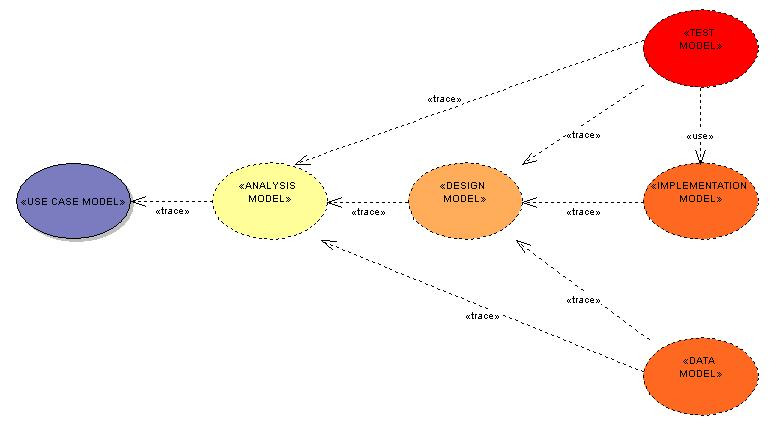 «TEST
MODEL»
«trace»
«trace»
«use»
«USE CASE MODEL»
«trace»
«ANALYSIS
MODEL»
«trace»
«DESIGN
MODEL»
«trace»
«IMPLEMENTATION
MODEL»
«trace»
«trace»
«DATA
MODEL»